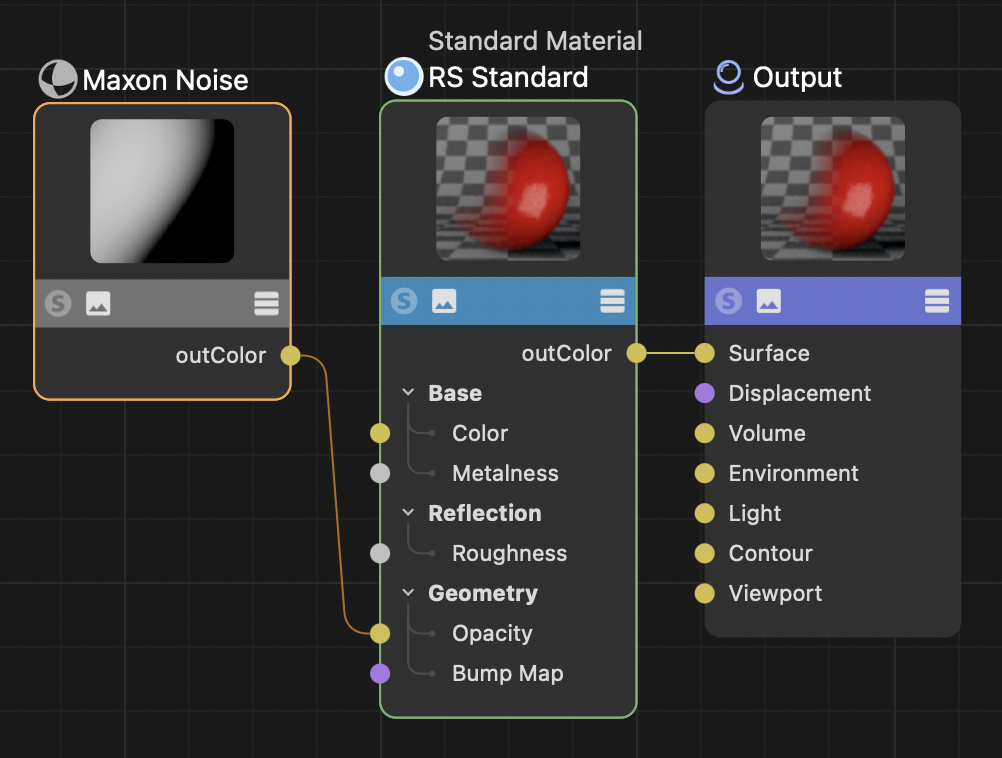 Maxon Noise
S
outColor
Standard Material
RS Standard
S
outColor
Base
Color
Metalness
Reflection
Roughness
Geometry
Opacity
Bump Map
Output
S
Surface
Displacement
Volume
Environment
Light
Contour
Viewport